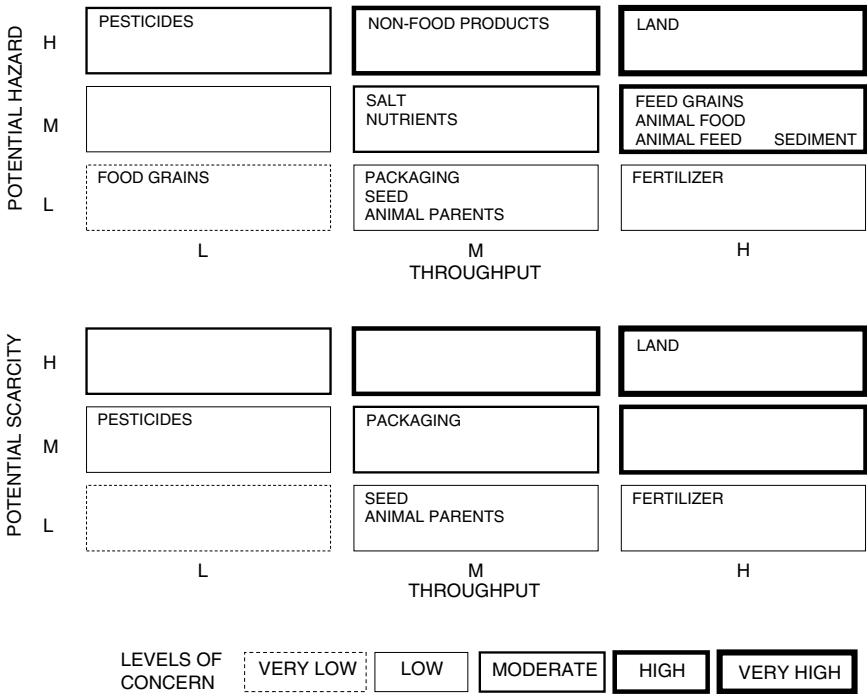 POTENTIAL HAZARD
H
PESTICIDES
NON-FOOD PRODUCTS
LAND
M
SALT
NUTRIENTS
FEED GRAINS
ANIMAL FOOD
ANIMAL FEED SEDIMENT
L
FOOD GRAINS
PACKAGING
SEED
ANIMAL PARENTS
FERTILIZER
L M H
THROUGHPUT
POTENTIAL SCARCITY
H
LAND
M
PESTICIDES
PACKAGING
L
SEED
ANIMAL PARENTS
FERTILIZER
L M H
THROUGHPUT
LEVELS OF
CONCERN
VERY LOW
LOW
MODERATE
HIGH
VERY HIGH